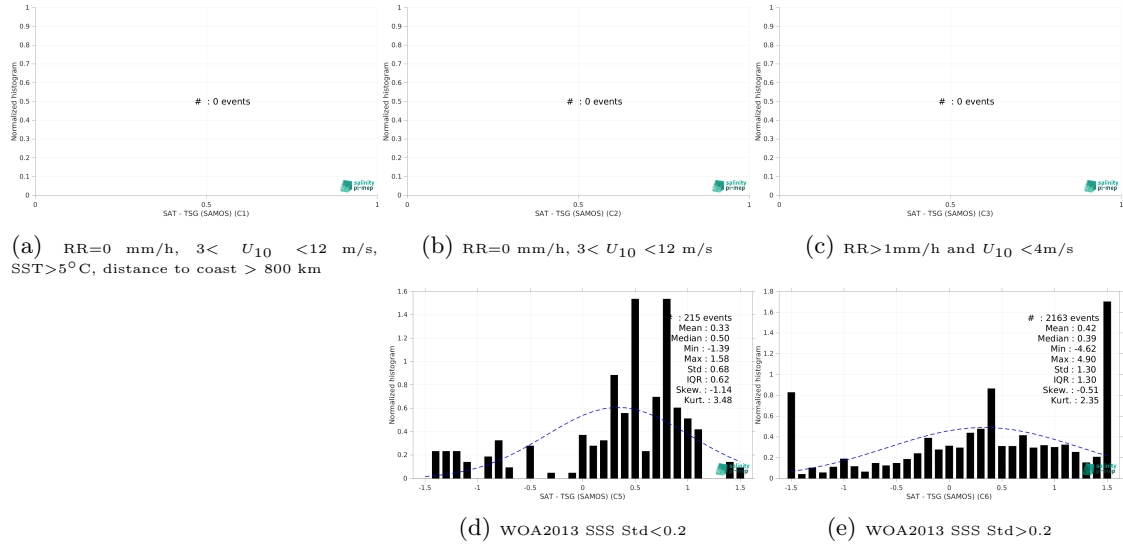 1
0.9
0.8
0.7
0.6
0.5
0.4
0.3
0.2
0.1
0
Normalized histogram
# : 0 events
0 0.5 1
SAT - TSG (SAMOS) (C1)
salinity
pi-mep
(a) RR=0 mm/h, 3< U10 <12 m/s,
SST>5°C, distance to coast > 800 km
1
0.9
0.8
0.7
0.6
0.5
0.4
0.3
0.2
0.1
0
Normalized histogram
# : 0 events
0 0.5 1
SAT - TSG (SAMOS) (C2)
salinity
pi-mep
(b) RR=0 mm/h, 3< U10 <12 m/s
1
0.9
0.8
0.7
0.6
0.5
0.4
0.3
0.2
0.1
0
Normalized histogram
# : 0 events
0 0.5 1
SAT - TSG (SAMOS) (C3)
salinity
pi-mep
(c) RR>1mm/h and U10 <4m/s
1.6
1.4
1.2
1
0.8
0.6
0.4
0.2
0
Normalized histogram
# : 215 events
Mean : 0.33
Median : 0.50
Min : -1.39
Max : 1.58
Std : 0.68
IQR : 0.62
Skew. : -1.14
Kurt. : 3.48
-1.5 -1 -0.5 0 0.5 1 1.5
SAT - TSG (SAMOS) (C5)
salinity
pi-mep
(d) WOA2013 SSS Std<0.2
1.8
1.6
1.4
1.2
1
0.8
0.6
0.4
0.2
0
Normalized histogram
# : 2163 events
Mean : 0.42
Median : 0.39
Min : -4.62
Max : 4.90
Std : 1.30
IQR : 1.30
Skew. : -0.51
Kurt. : 2.35
-1.5 -1 -0.5 0 0.5 1 1.5
SAT - TSG (SAMOS) (C6)
salinity
pi-mep
(e) WOA2013 SSS Std>0.2